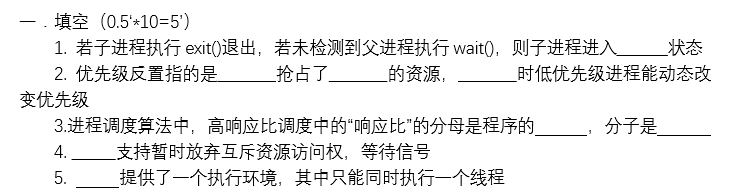 一．填空（0.5‘*10=5’）
1. 若子进程执行 exit()退出，若未检测到父进程执行 wait()，则子进程进入______状态
2. 优先级反置指的是_______抢占了_______的资源，_______时低优先级进程能动态改
变优先级
3.进程调度算法中，高响应比调度中的“响应比”的分母是程序的______，分子是______
4. _____支持暂时放弃互斥资源访问权，等待信号
5. _____提供了一个执行环境，其中只能同时执行一个线程